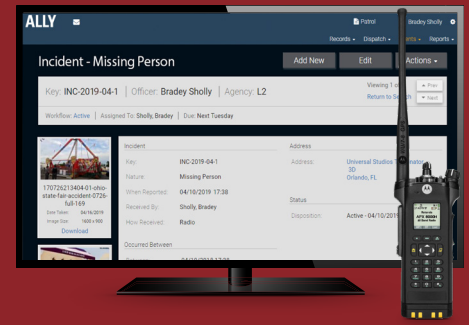 ALLY
Patrol
Bradey Sholly
Records
Dispatch
Reports
Incident - Missing Person
Add New
Edit
Actions
Key: INC-2019-04-1 | Officer: Bradey Sholly | Agency: L2
Viewing 1
Return to
Prev
Next
Workflow: Active | Assigned To: Sholly, Bradey | Due: Next Tuesday
170726213404-01-ohio-
state-fair-accident-0726-
full-169
Date Taken: 04/16/2019
Image Size: 1600 x 900
Download
Incident
Key: INC-2019-04-1
Nature: Missing Person
When Reported: 04/10/2019 17:38
Received By: Sholly, Bradey
How Received: Radio
Occurred Between
Address
Address: Universal Studios
3D
Orlando, FL
Status
Disposition: Active - 04/10/201